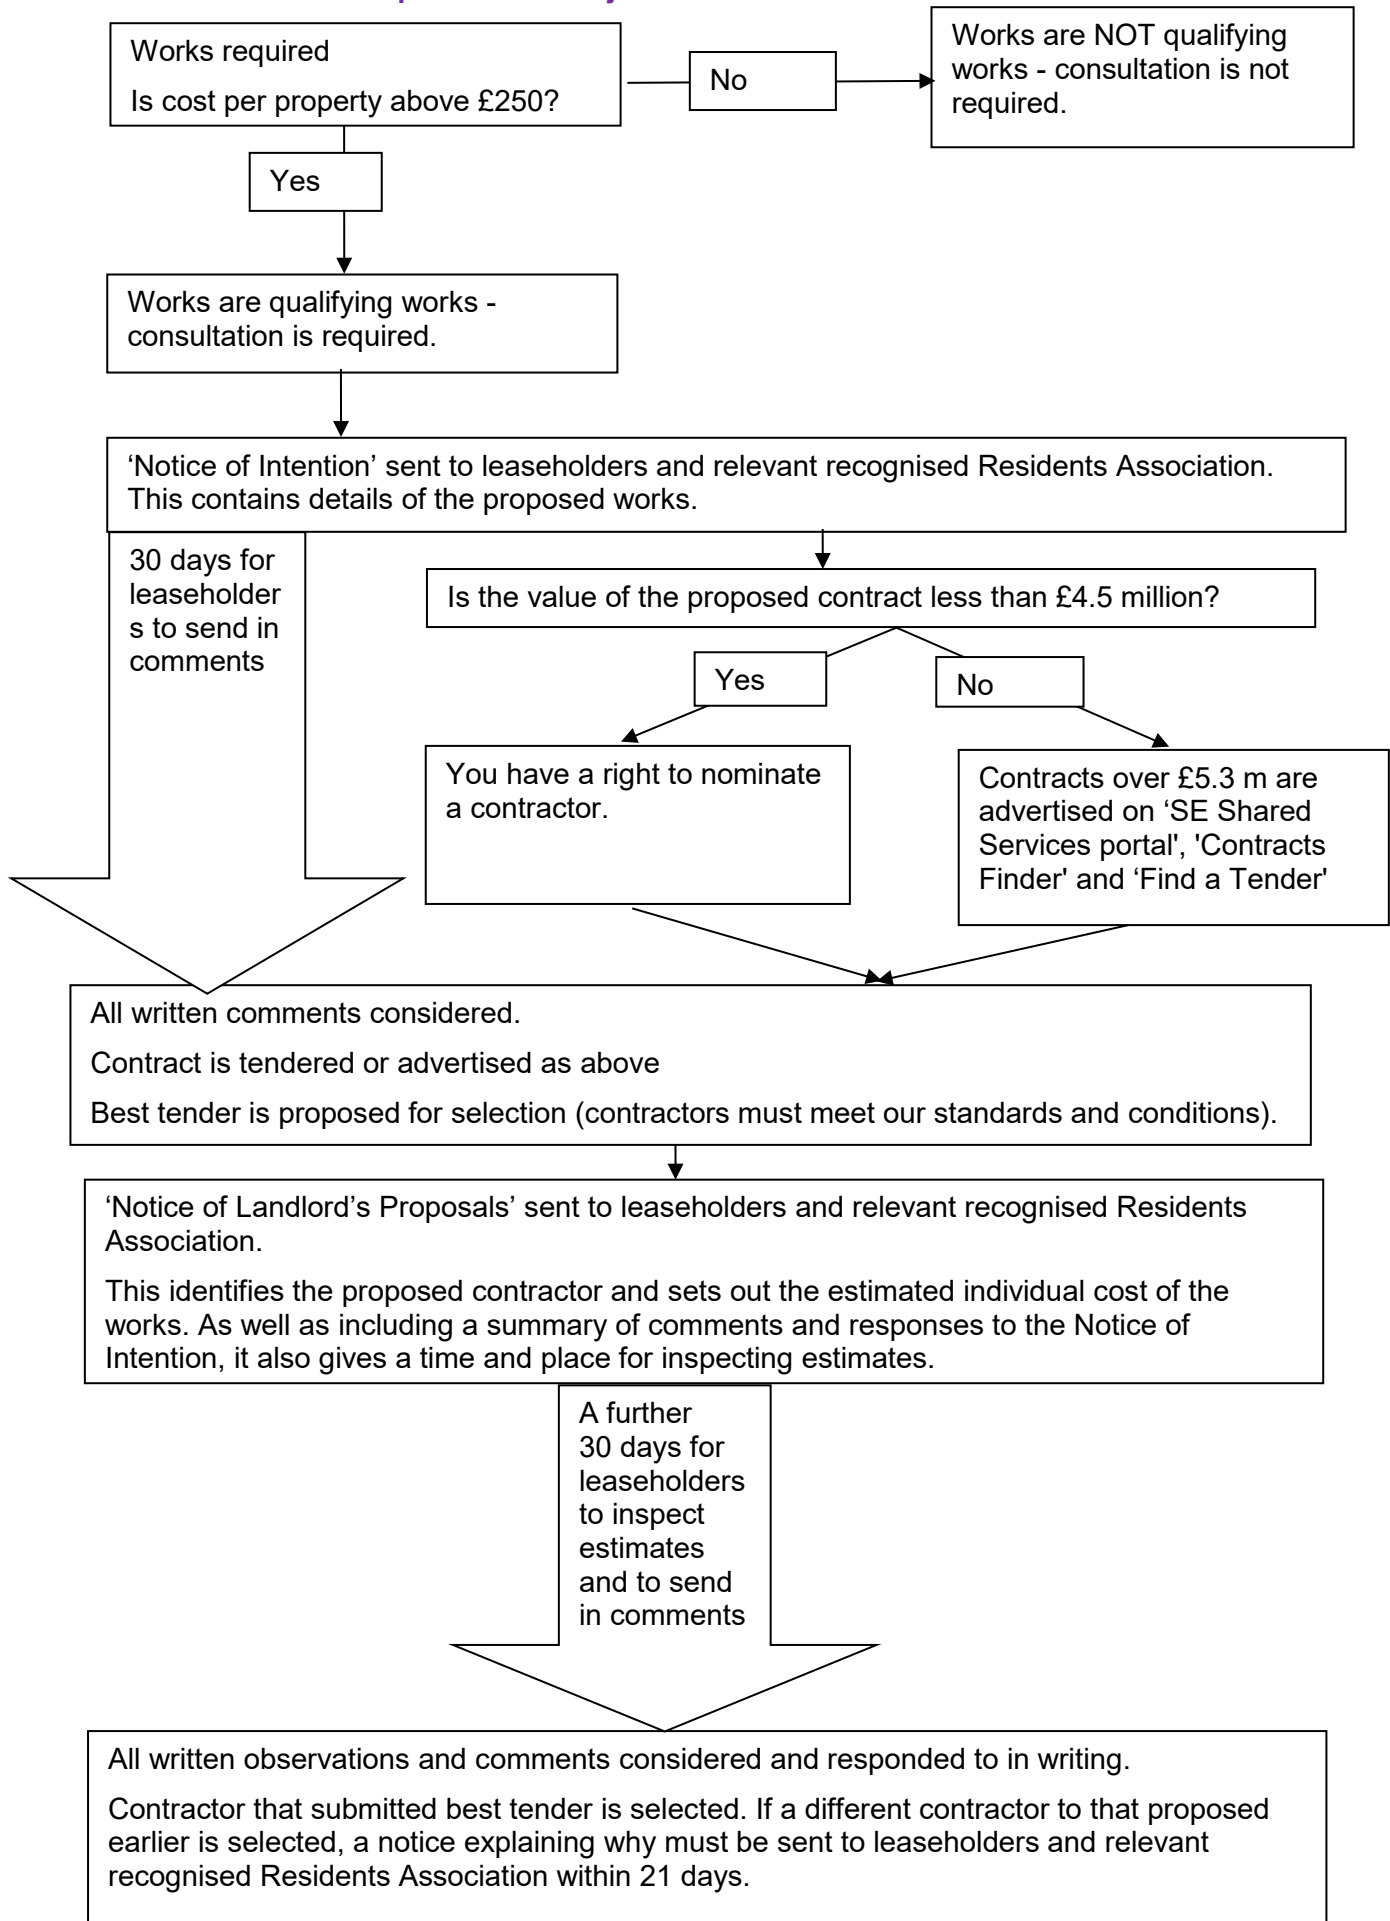 Works required
Is cost per property above £250?
No
Works are NOT qualifying
works - consultation is not
required.
Yes
Works are qualifying works -
consultation is required.
‘Notice of Intention’ sent to leaseholders and relevant recognised Residents Association.
This contains details of the proposed works.
30 days for
leaseholder
s to send in
comments
Is the value of the proposed contract less than £4.5 million?
Yes
No
You have a right to nominate
a contractor.
Contracts over £5.3 m are
advertised on ‘SE Shared
Services portal', 'Contracts
Finder' and ‘Find a Tender'
All written comments considered.
Contract is tendered or advertised as above
Best tender is proposed for selection (contractors must meet our standards and conditions).
‘Notice of Landlord’s Proposals’ sent to leaseholders and relevant recognised Residents
Association.
This identifies the proposed contractor and sets out the estimated individual cost of the
works. As well as including a summary of comments and responses to the Notice of
Intention, it also gives a time and place for inspecting estimates.
A further
30 days for
leaseholders
to inspect
estimates
and to send
in comments
All written observations and comments considered and responded to in writing.
Contractor that submitted best tender is selected. If a different contractor to that proposed
earlier is selected, a notice explaining why must be sent to leaseholders and relevant
recognised Residents Association within 21 days.